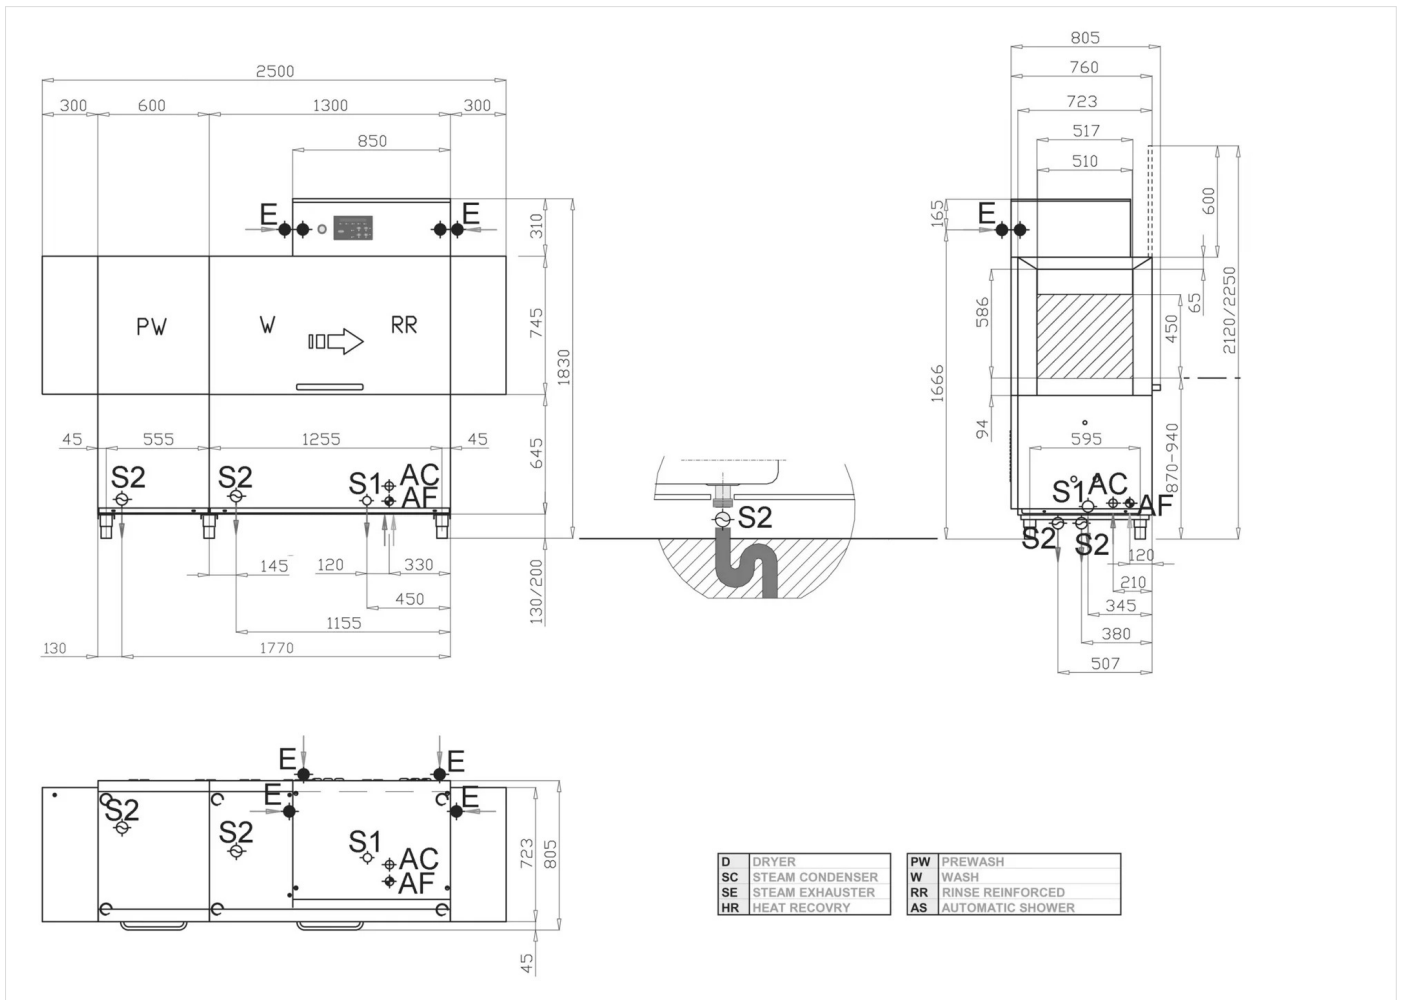 2500
300 600 1300 300
850
E E
310
PW W RR
745
1830
45 555 1255 45
645
S2 S2 S1 AC
AF
145 120 330
450
130/200
1155
130 1770
S2
805
760
723
517
510
165
E
600
65
586
450
2120/2250
1666
94
595
870-940
S1 AC AF
S2 S2
120
210
345
380
507
E E
E E
S2 S2 S1
AC
AF
723
805
45
D DRYER
SC STEAM CONDENSER
SE STEAM EXHAUSTER
HR HEAT RECOVRY
PW PREWASH
W WASH
RR RINSE REINFORCED
AS AUTOMATIC SHOWER